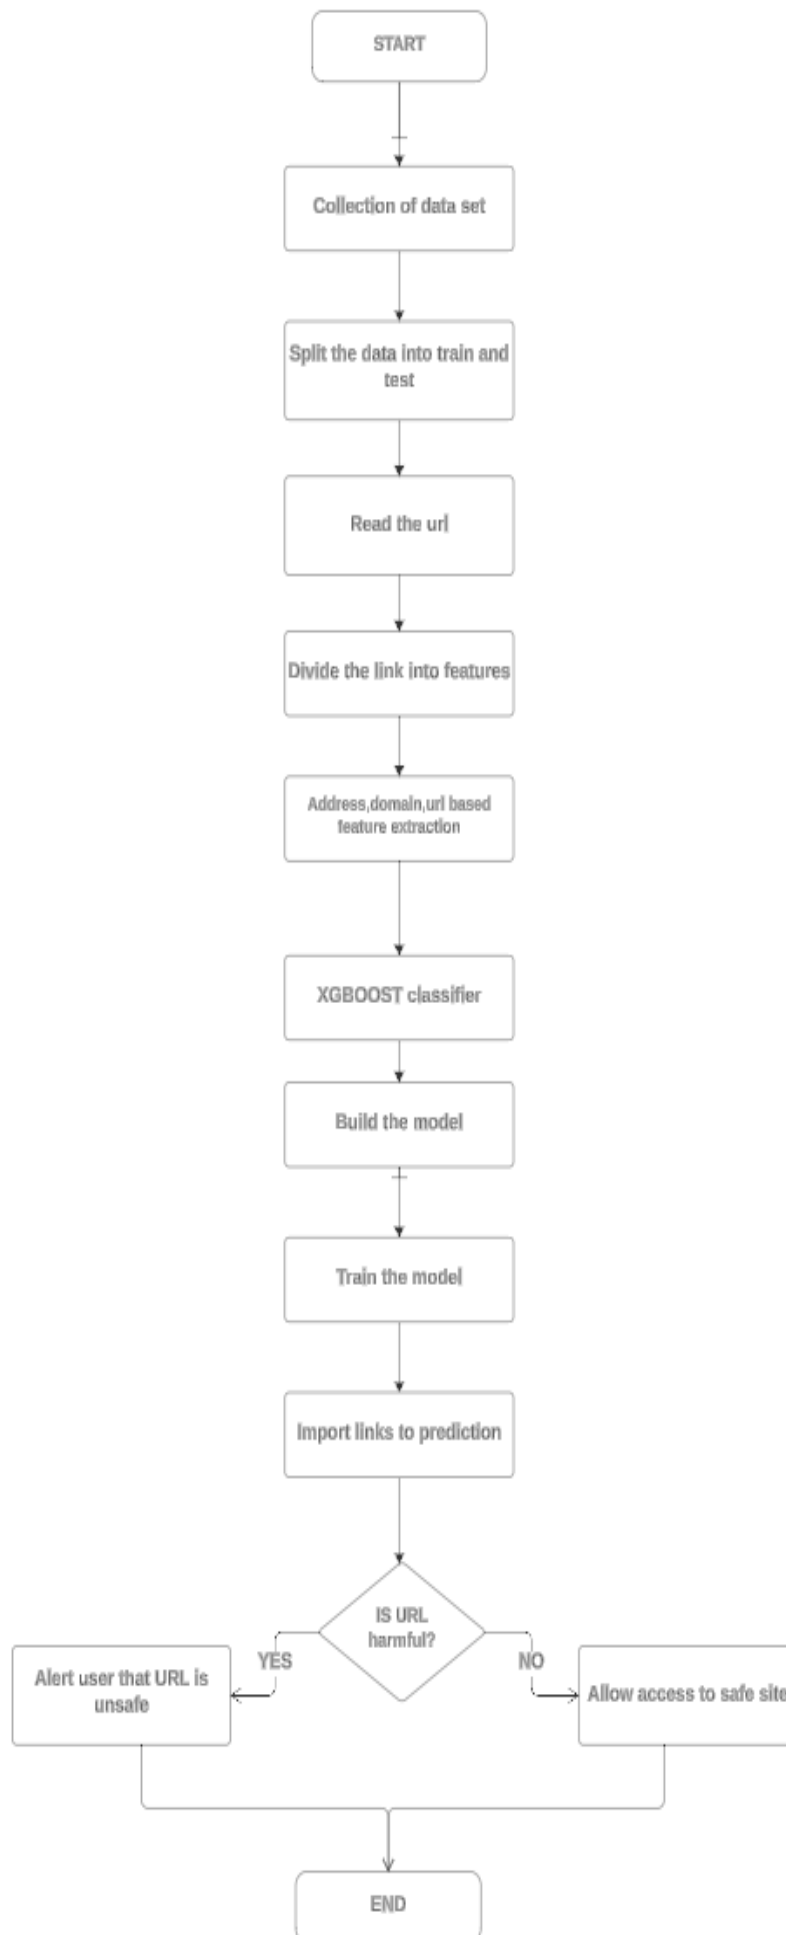 START
Collection of data set
Split the data into train and
test
Read the url
Divide the link into features
Address,domain,url based
feature extraction
XGBOOST classifier
Build the model
Train the model
Import links to prediction
IS URL
harmful?
YES
NO
Alert user that URL is
unsafe
Allow access to safe site
END